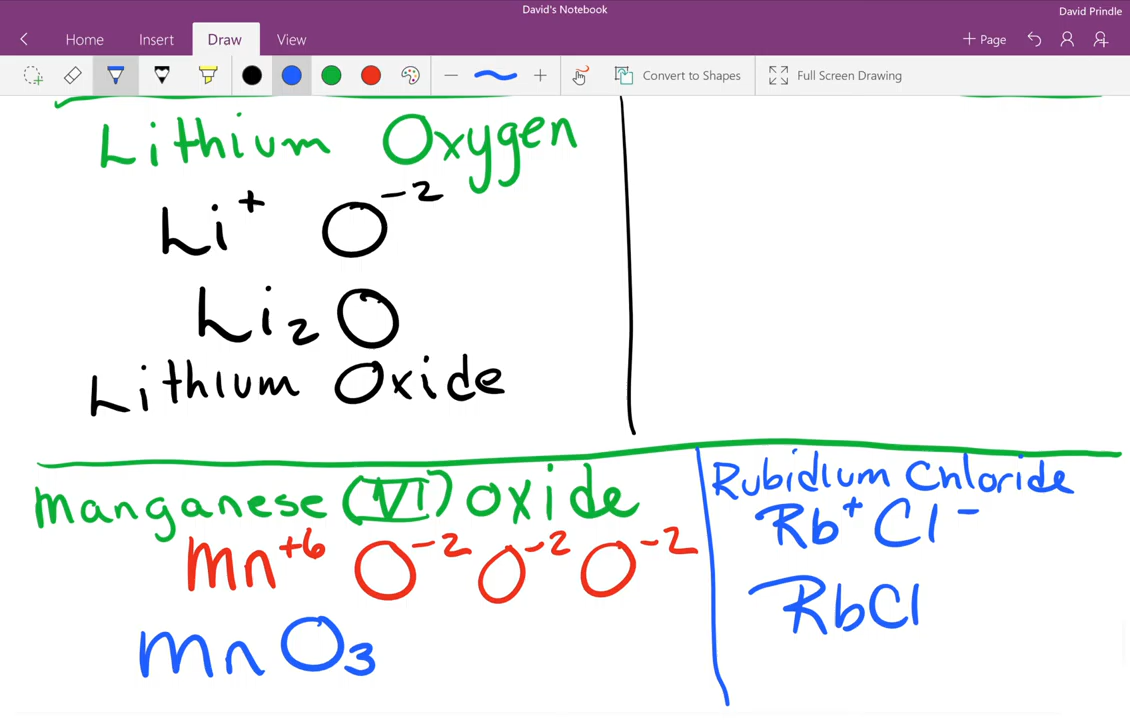 David's Notebook
David Prindle
Home Insert Draw View
Page
Convert to Shapes
Full Screen Drawing
Lithium Oxygen
Li⁺ O⁻²
Li₂O
Lithium Oxide
Manganese (VI) Oxide
Mn⁺⁶ O⁻² O⁻² O⁻²
MnO₃
Rubidium Chloride
Rb⁺ Cl⁻
RbCl